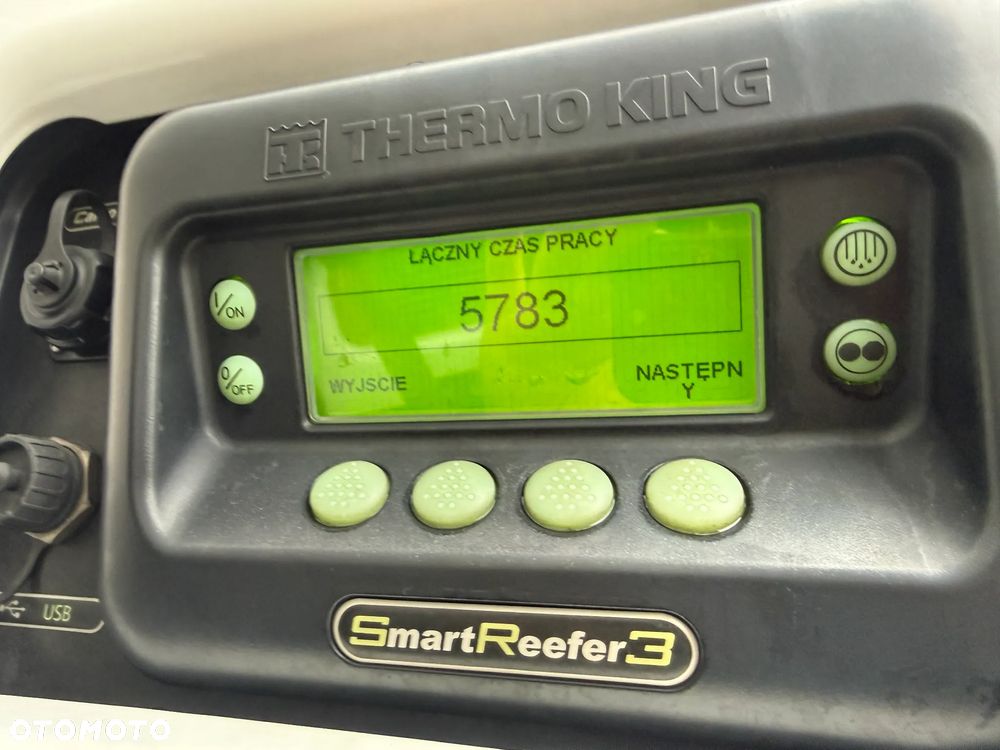 THERMO KING
ŁĄCZNY CZAS PRACY
5783
WYJSCIE
NASTĘPN
Y
I/ON
0/OFF
USB
SmartReefer3
OTOMOTO